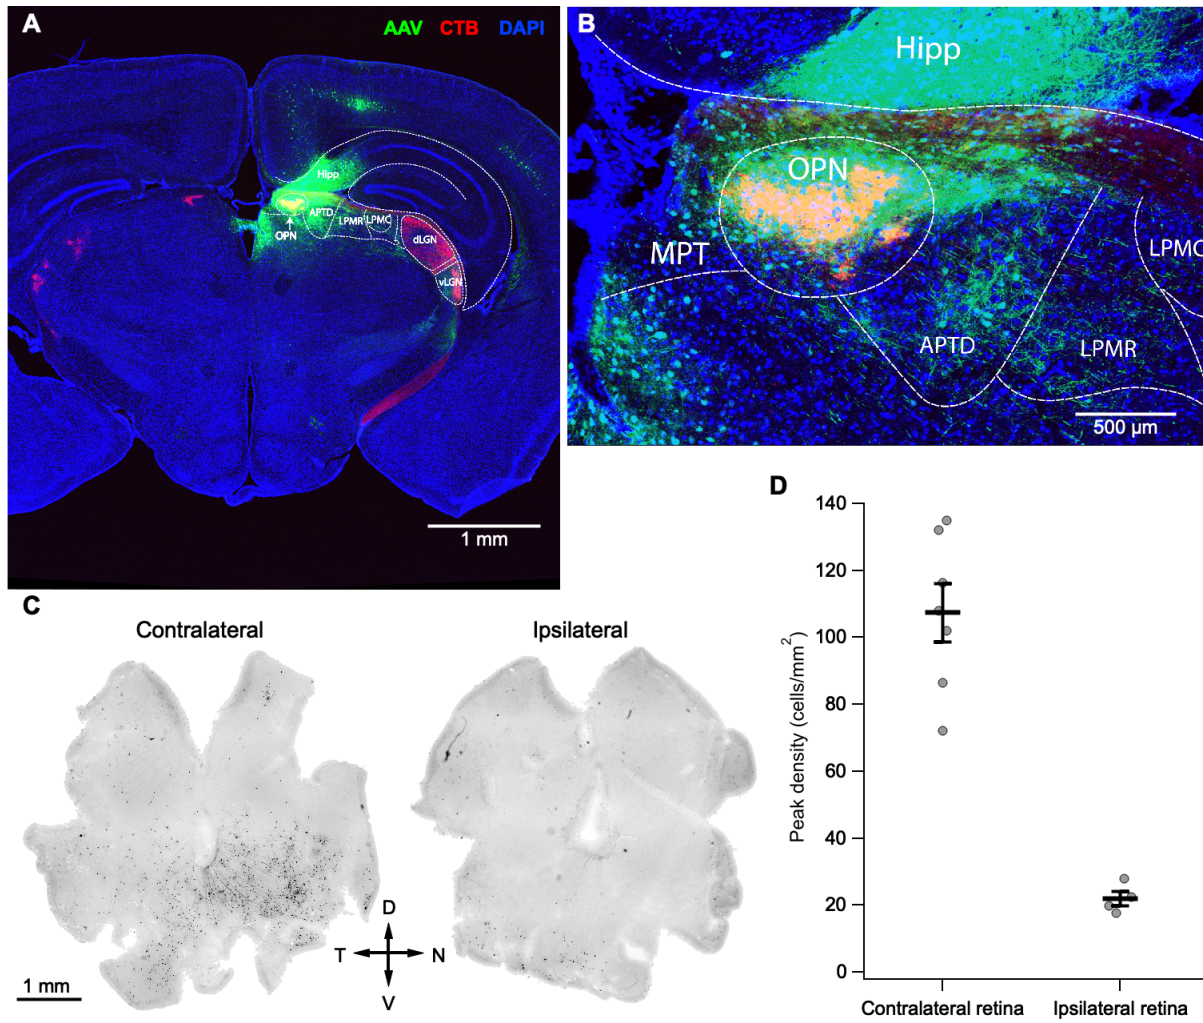 A
AAV CTB DAPI
Hipp
OPN
APTD
LPMR
LPMC
dLGN
vLGN
1 mm
B
Hipp
OPN
MPT
LPMC
APTD
LPMR
500 µm
C
Contralateral
Ipsilateral
D
T
N
V
1 mm
D
Peak density (cells/mm²)
140
120
100
80
60
40
20
0
Contralateral retina
Ipsilateral retina